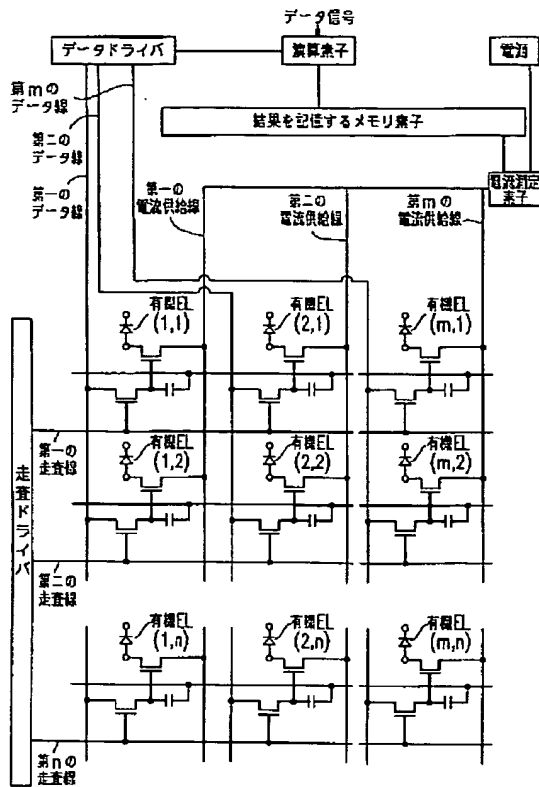 データ信号
データドライバ
演算素子
電源
第mの
データ線
結果を記憶するメモリ素子
第二の
データ線
電流測定
素子
第一の
データ線
第一の
電流供給線
第二の
電流供給線
第mの
電流供給線
有機EL
(1,1)
有機EL
(2,1)
有機EL
(m,1)
第一の
走査線
有機EL
(1,2)
有機EL
(2,2)
有機EL
(m,2)
走査ドライバ
第二の
走査線
有機EL
(1,n)
有機EL
(2,n)
有機EL
(m,n)
第nの
走査線